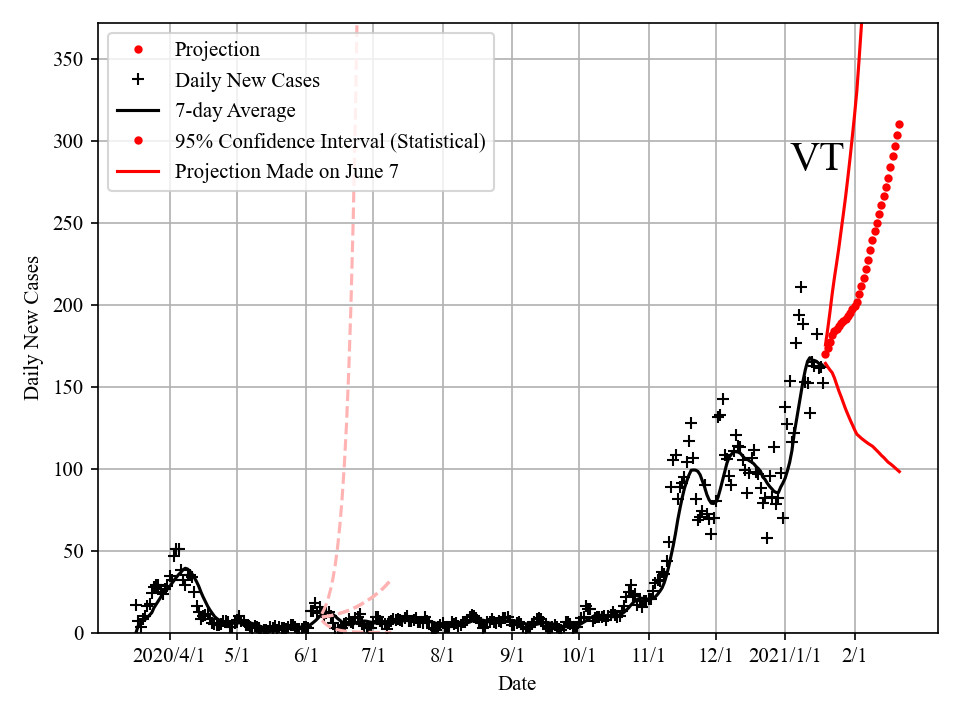 Projection
Daily New Cases
7-day Average
95% Confidence Interval (Statistical)
Projection Made on June 7
VT
350
300
250
200
150
100
50
0
Daily New Cases
2020/4/1 5/1 6/1 7/1 8/1 9/1 10/1 11/1 12/1 2021/1/1 2/1
Date